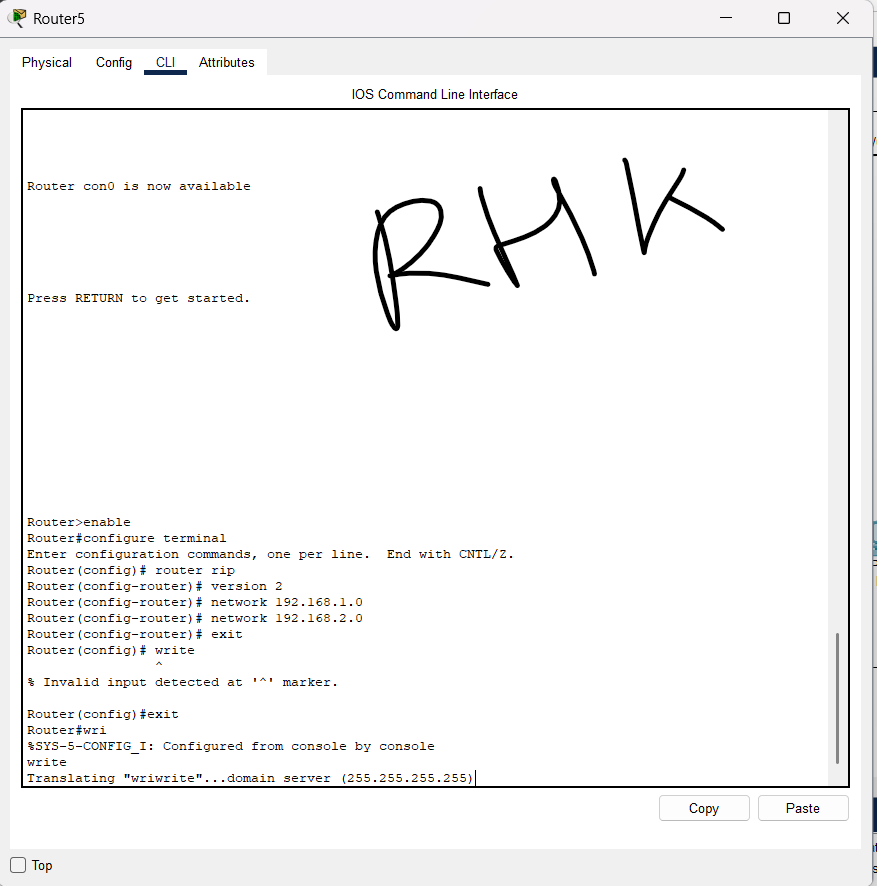 Router5
Physical Config CLI Attributes
IOS Command Line Interface
Router con0 is now available
RHK
Press RETURN to get started.
Router>enable
Router#configure terminal
Enter configuration commands, one per line.  End with CNTL/Z.
Router(config)# router rip
Router(config-router)# version 2
Router(config-router)# network 192.168.1.0
Router(config-router)# network 192.168.2.0
Router(config-router)# exit
Router(config)# write
^
% Invalid input detected at '^' marker.
Router(config)#exit
Router#wri
%SYS-5-CONFIG_I: Configured from console by console
write
Translating "wriwrite"...domain server (255.255.255.255)
Copy Paste
Top